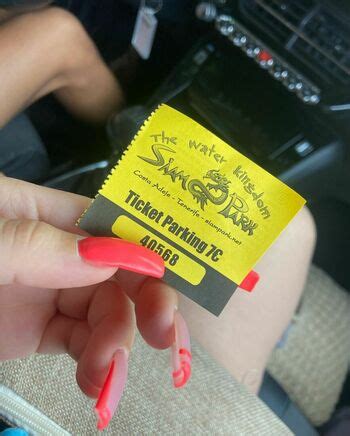 The water kingdom
SIAM PARK
Costa Adeje - Tenerife - siampark.net
Ticket Parking 7€
40568